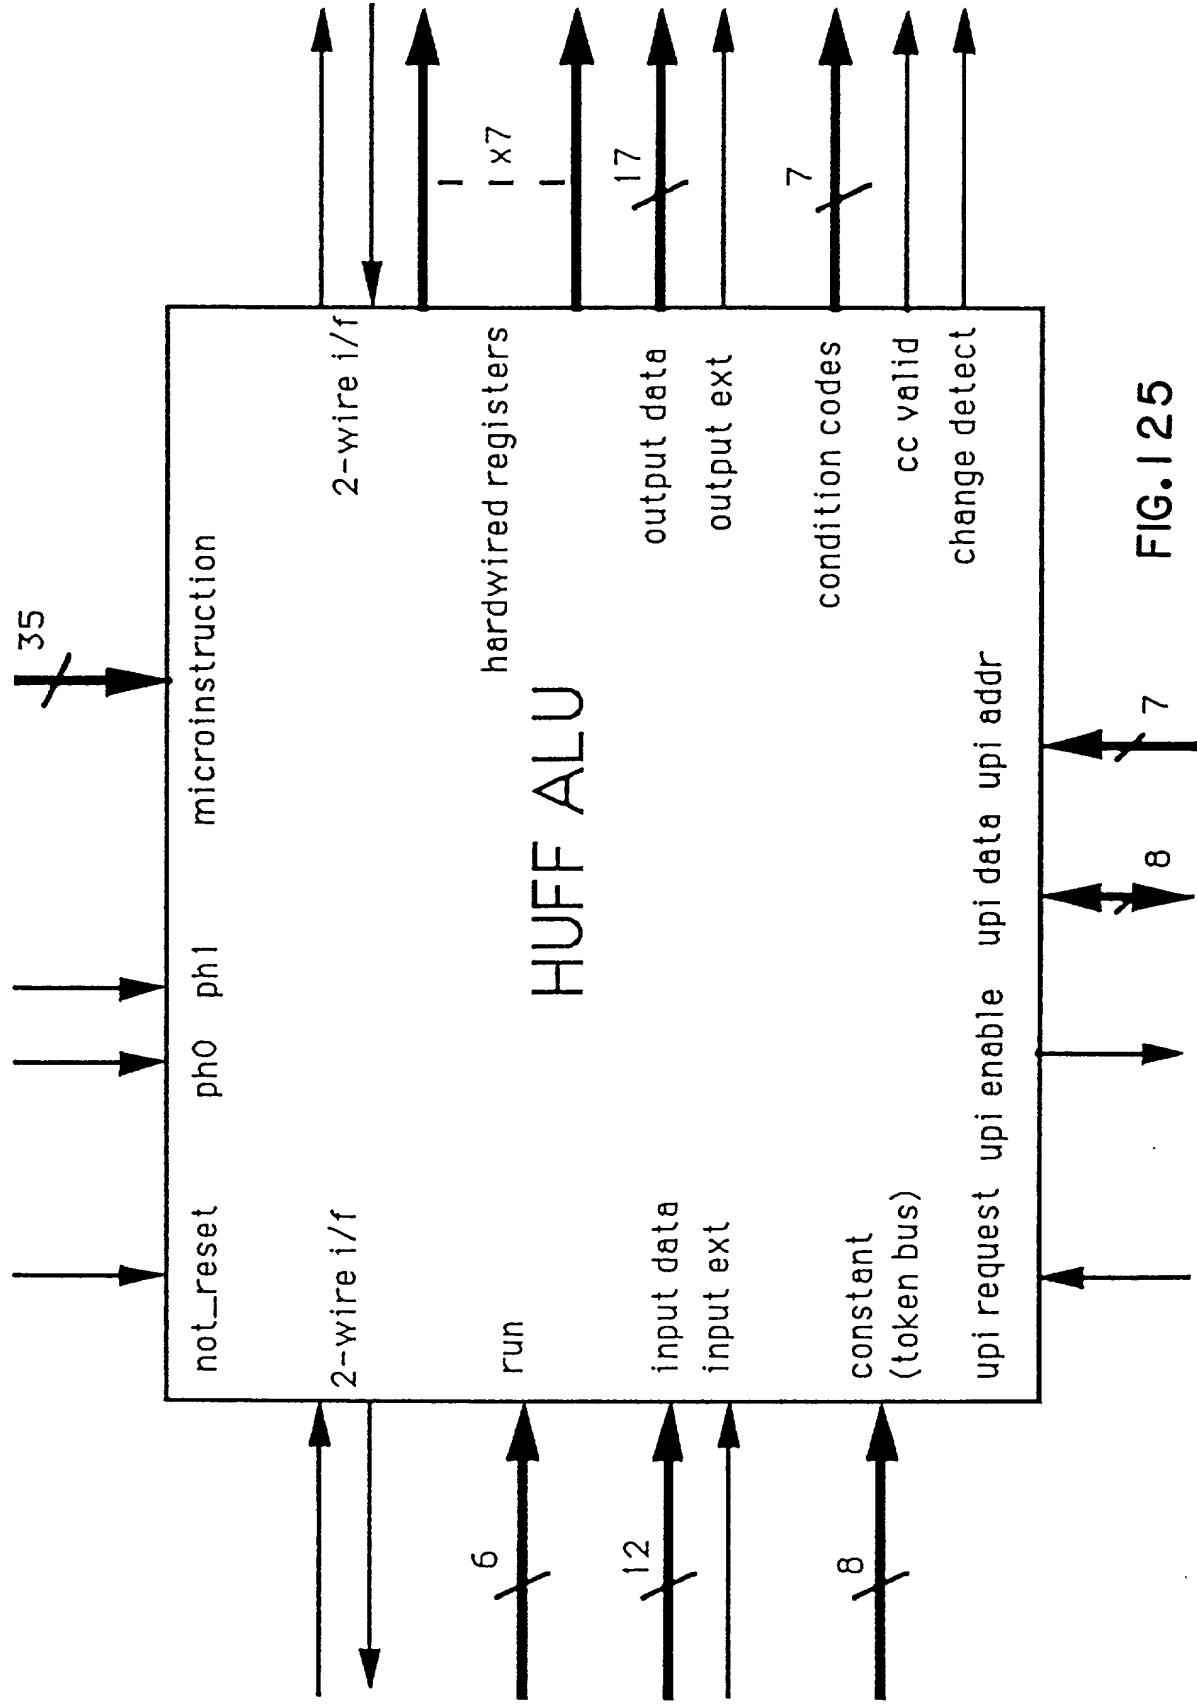 35
not_reset
ph0
ph1
microinstruction
2-wire i/f
2-wire i/f
run
6
hardwired registers
1x7
HUFF ALU
input data
12
output data
17
input ext
output ext
constant
(token bus)
8
condition codes
7
cc valid
change detect
upi request
upi enable
upi data
upi addr
8
7
FIG.125